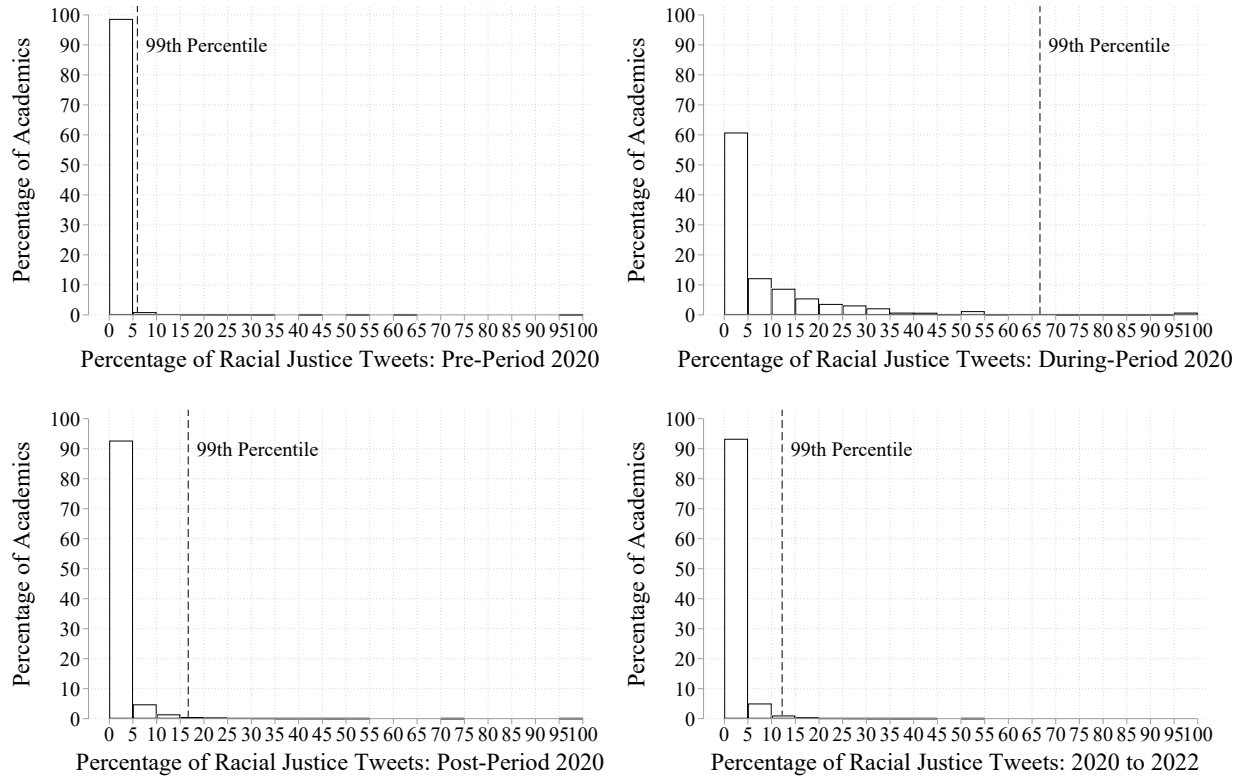 Percentage of Academics
100
90
80
70
60
50
40
30
20
10
0
99th Percentile
0 5 10 15 20 25 30 35 40 45 50 55 60 65 70 75 80 85 90 95 100
Percentage of Racial Justice Tweets: Pre-Period 2020
Percentage of Academics
100
90
80
70
60
50
40
30
20
10
0
99th Percentile
0 5 10 15 20 25 30 35 40 45 50 55 60 65 70 75 80 85 90 95 100
Percentage of Racial Justice Tweets: During-Period 2020
Percentage of Academics
100
90
80
70
60
50
40
30
20
10
0
99th Percentile
0 5 10 15 20 25 30 35 40 45 50 55 60 65 70 75 80 85 90 95 100
Percentage of Racial Justice Tweets: Post-Period 2020
Percentage of Academics
100
90
80
70
60
50
40
30
20
10
0
99th Percentile
0 5 10 15 20 25 30 35 40 45 50 55 60 65 70 75 80 85 90 95 100
Percentage of Racial Justice Tweets: 2020 to 2022